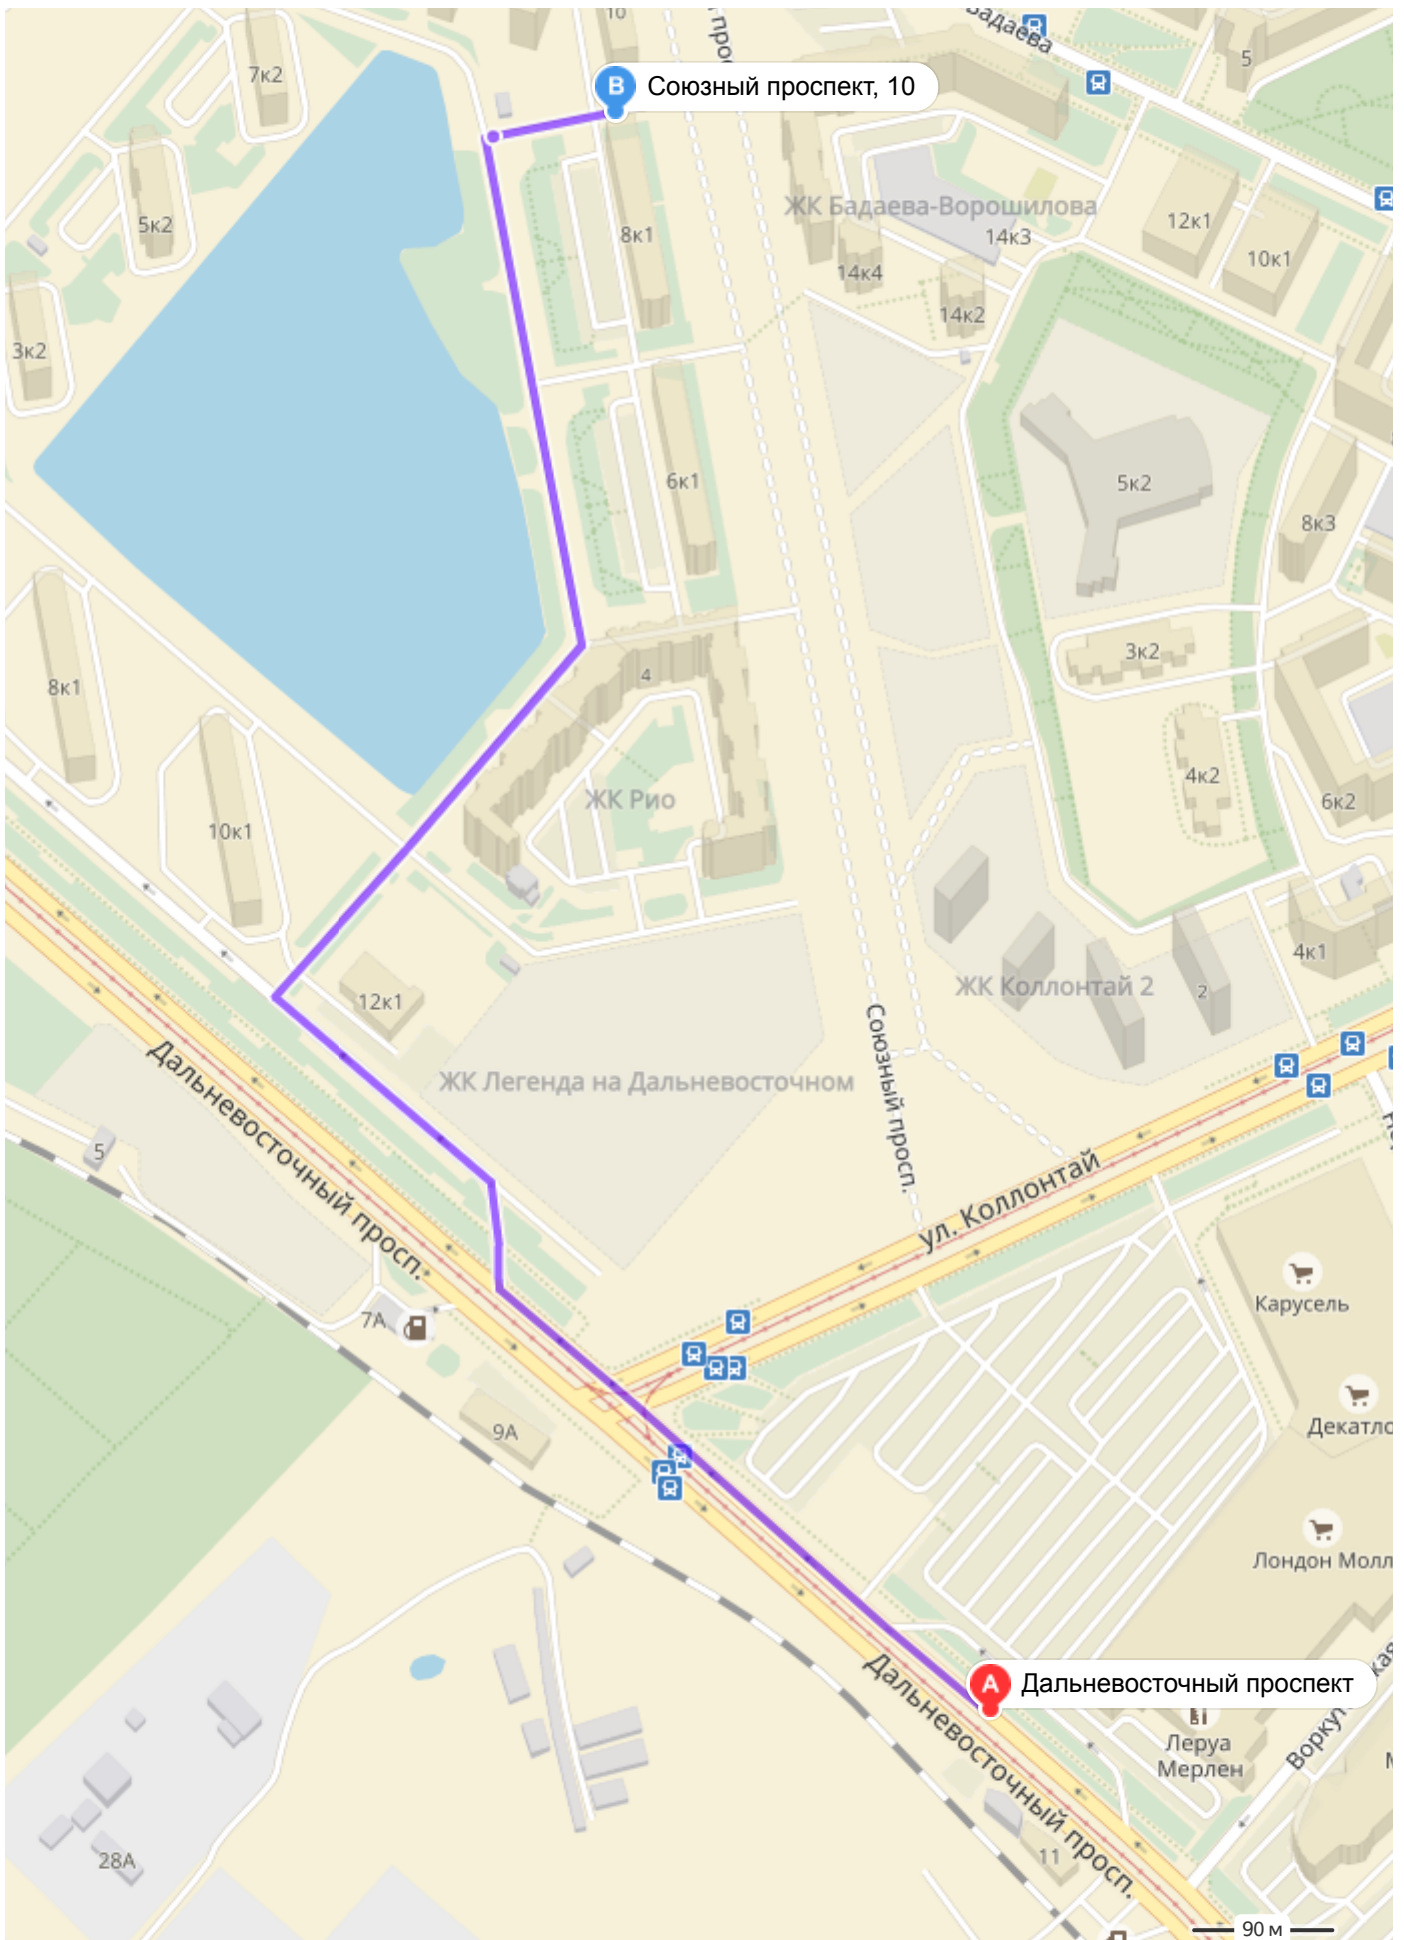 10
Бадаева
5
7к2
Союзный проспект, 10
5к2
8к1
ЖК Бадаева-Ворошилова
14к3
12к1
10к1
14к4
14к2
3к2
6к1
5к2
8к3
3к2
4
8к1
4к2
6к2
ЖК Рио
10к1
4к1
12к1
ЖК Коллонтай 2
2
Союзный просп.
ЖК Легенда на Дальневосточном
Дальневосточный просп.
5
ул. Коллонтай
Карусель
7А
9А
Декатло
Лондон Молл
Дальневосточный проспект
Дальневосточный просп.
Леруа
Мерлен
28А
11
90 м
A
B